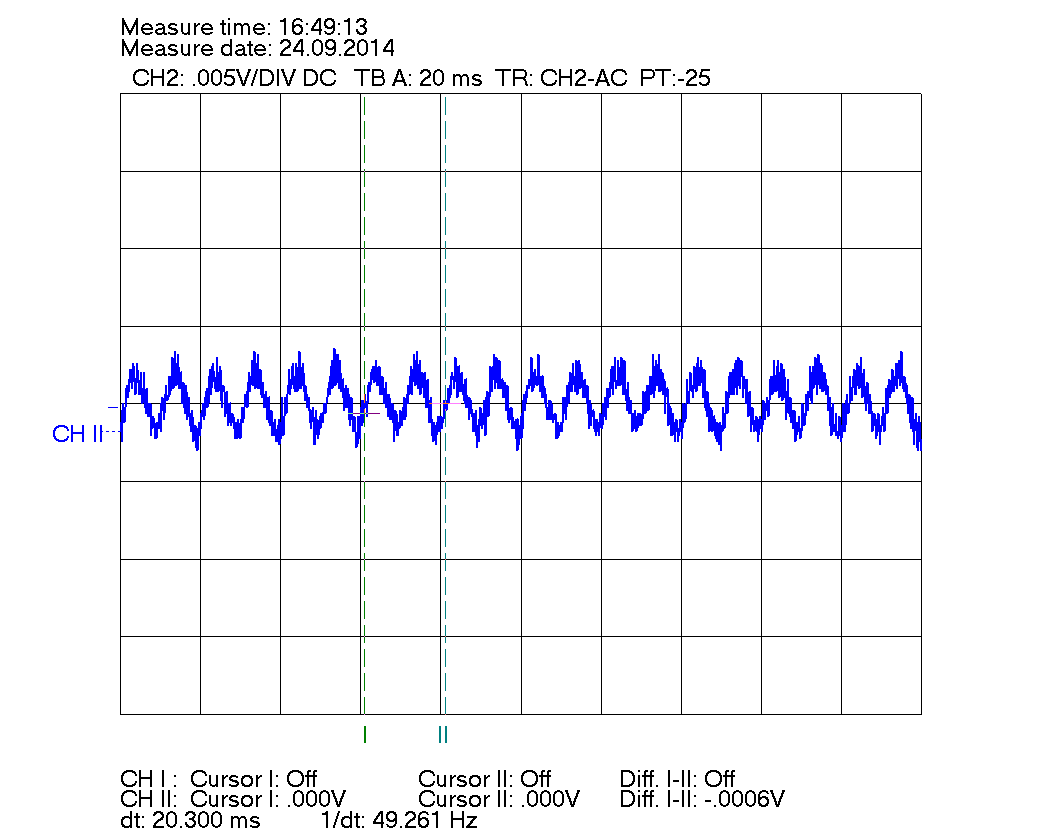 Measure time: 16:49:13
Measure date: 24.09.2014
CH2: .005V/DIV DC TB A: 20 ms TR: CH2-AC PT:-25
CH II
I II
CH I : Cursor I: Off Cursor II: Off Diff. I-II: Off
CH II: Cursor I: .000V Cursor II: .000V Diff. I-II: -.0006V
dt: 20.300 ms 1/dt: 49.261 Hz